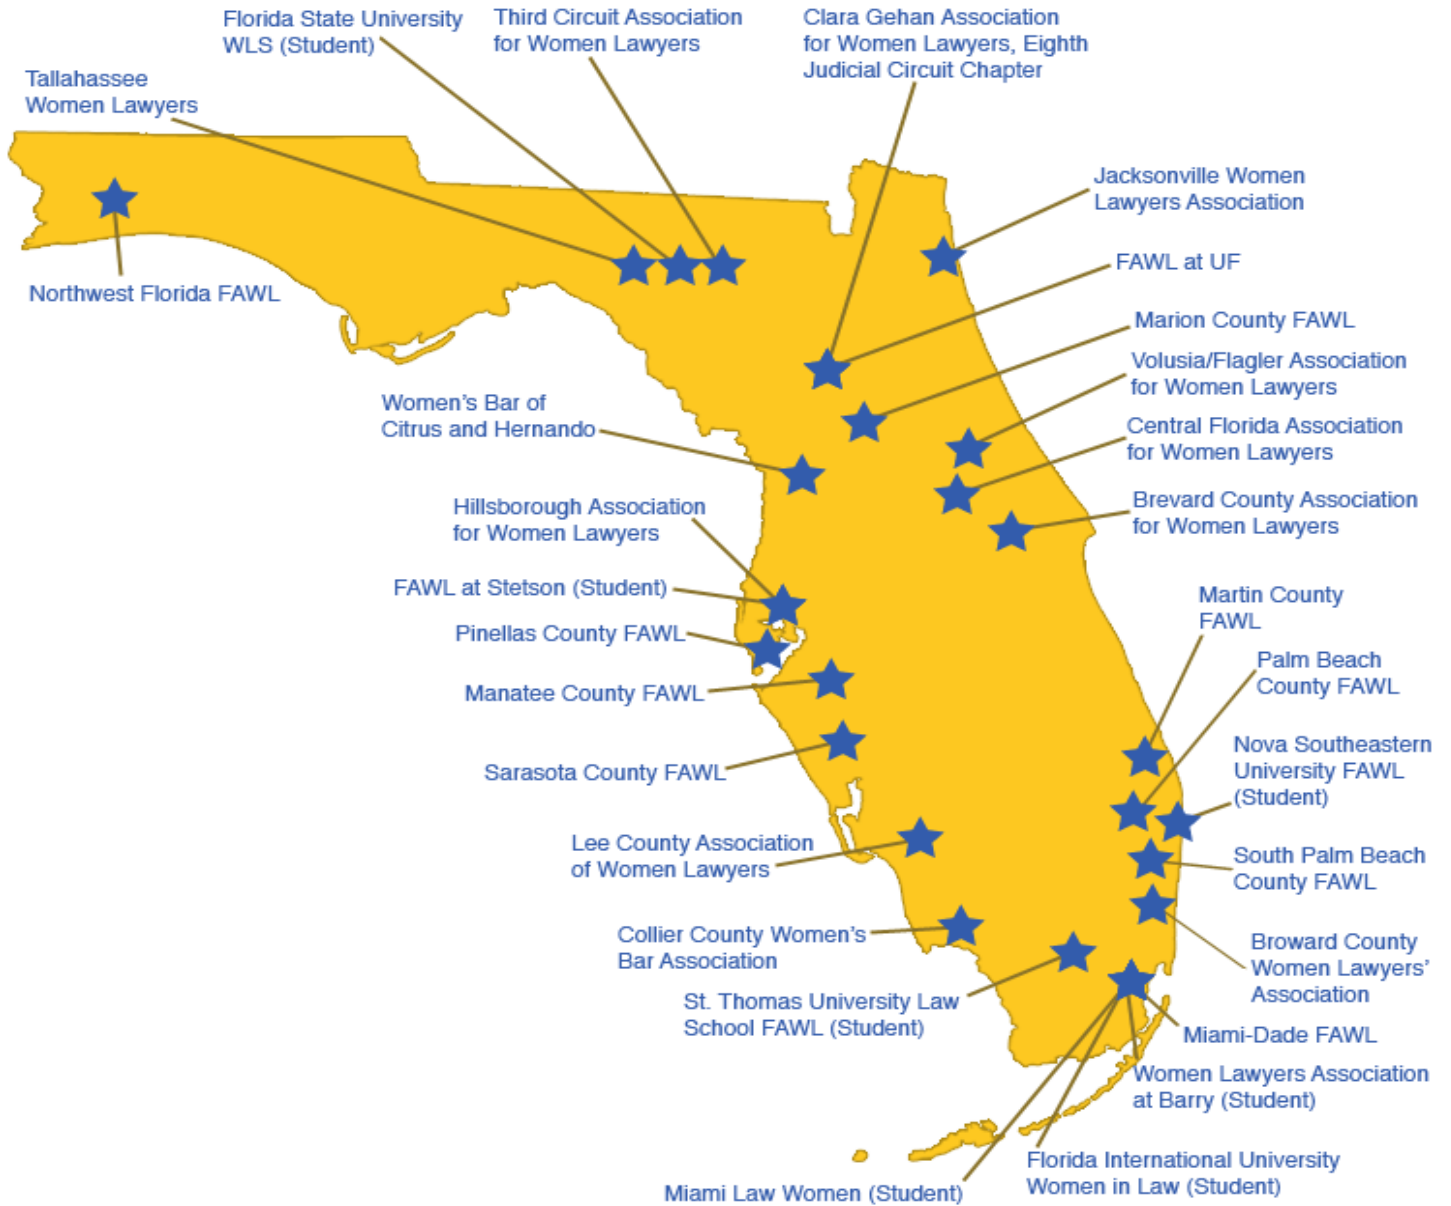 Florida State University
WLS (Student)
Third Circuit Association
for Women Lawyers
Clara Gehan Association
for Women Lawyers, Eighth
Judicial Circuit Chapter
Tallahassee
Women Lawyers
Jacksonville Women
Lawyers Association
FAWL at UF
Northwest Florida FAWL
Marion County FAWL
Volusia/Flagler Association
for Women Lawyers
Women's Bar of
Citrus and Hernando
Central Florida Association
for Women Lawyers
Hillsborough Association
for Women Lawyers
Brevard County Association
for Women Lawyers
FAWL at Stetson (Student)
Martin County
FAWL
Pinellas County FAWL
Palm Beach
County FAWL
Manatee County FAWL
Nova Southeastern
University FAWL
(Student)
Sarasota County FAWL
Lee County Association
of Women Lawyers
South Palm Beach
County FAWL
Collier County Women's
Bar Association
Broward County
Women Lawyers'
Association
St. Thomas University Law
School FAWL (Student)
Miami-Dade FAWL
Women Lawyers Association
at Barry (Student)
Florida International University
Women in Law (Student)
Miami Law Women (Student)